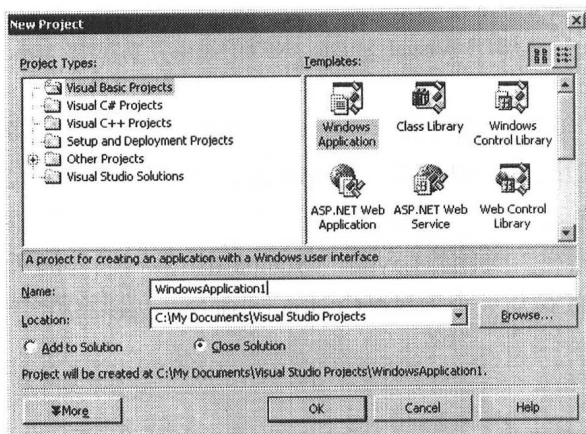 New Project
Project Types:
Templates:
Visual Basic Projects
Visual C# Projects
Visual C++ Projects
Setup and Deployment Projects
Other Projects
Visual Studio Solutions
Windows Application
Class Library
Windows Control Library
ASP.NET Web Application
ASP.NET Web Service
Web Control Library
A project for creating an application with a Windows user interface
Name:
WindowsApplication1
Location:
C:\My Documents\Visual Studio Projects
Browse...
Add to Solution
Close Solution
Project will be created at C:\My Documents\Visual Studio Projects\WindowsApplication1.
More
OK
Cancel
Help